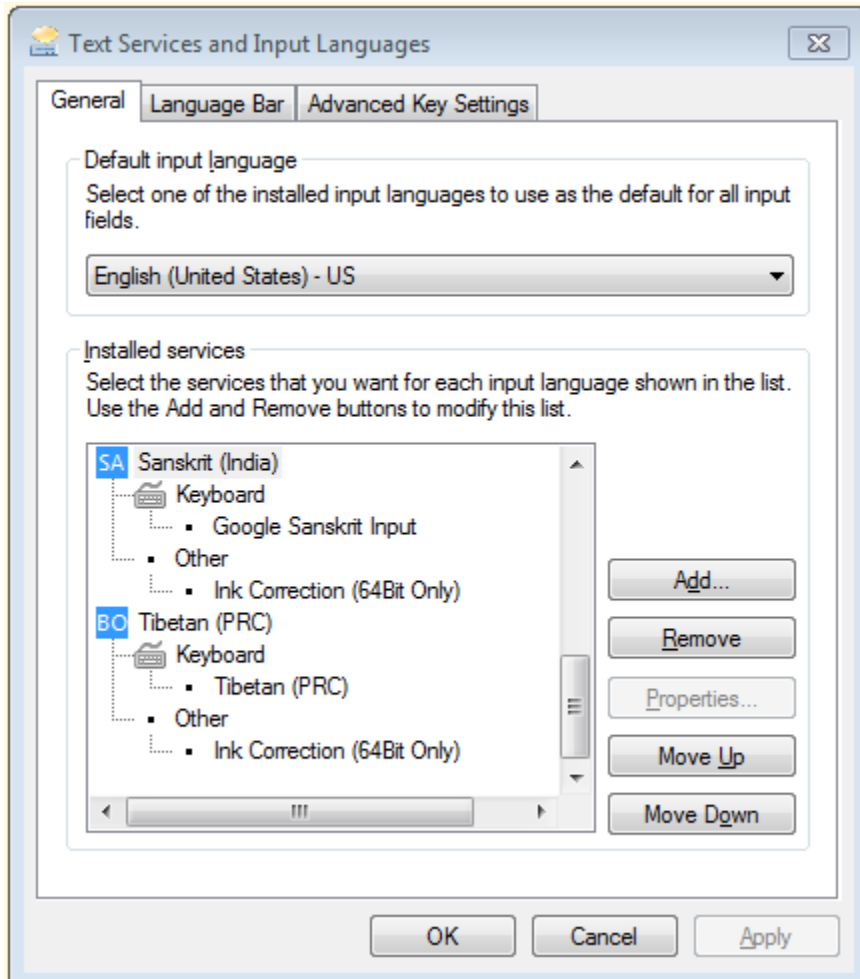 Text Services and Input Languages
General
Language Bar
Advanced Key Settings
Default input language
Select one of the installed input languages to use as the default for all input
fields.
English (United States) - US
Installed services
Select the services that you want for each input language shown in the list.
Use the Add and Remove buttons to modify this list.
SA Sanskrit (India)
Keyboard
Google Sanskrit Input
Other
Ink Correction (64Bit Only)
BO Tibetan (PRC)
Keyboard
Tibetan (PRC)
Other
Ink Correction (64Bit Only)
Add...
Remove
Properties...
Move Up
Move Down
OK
Cancel
Apply